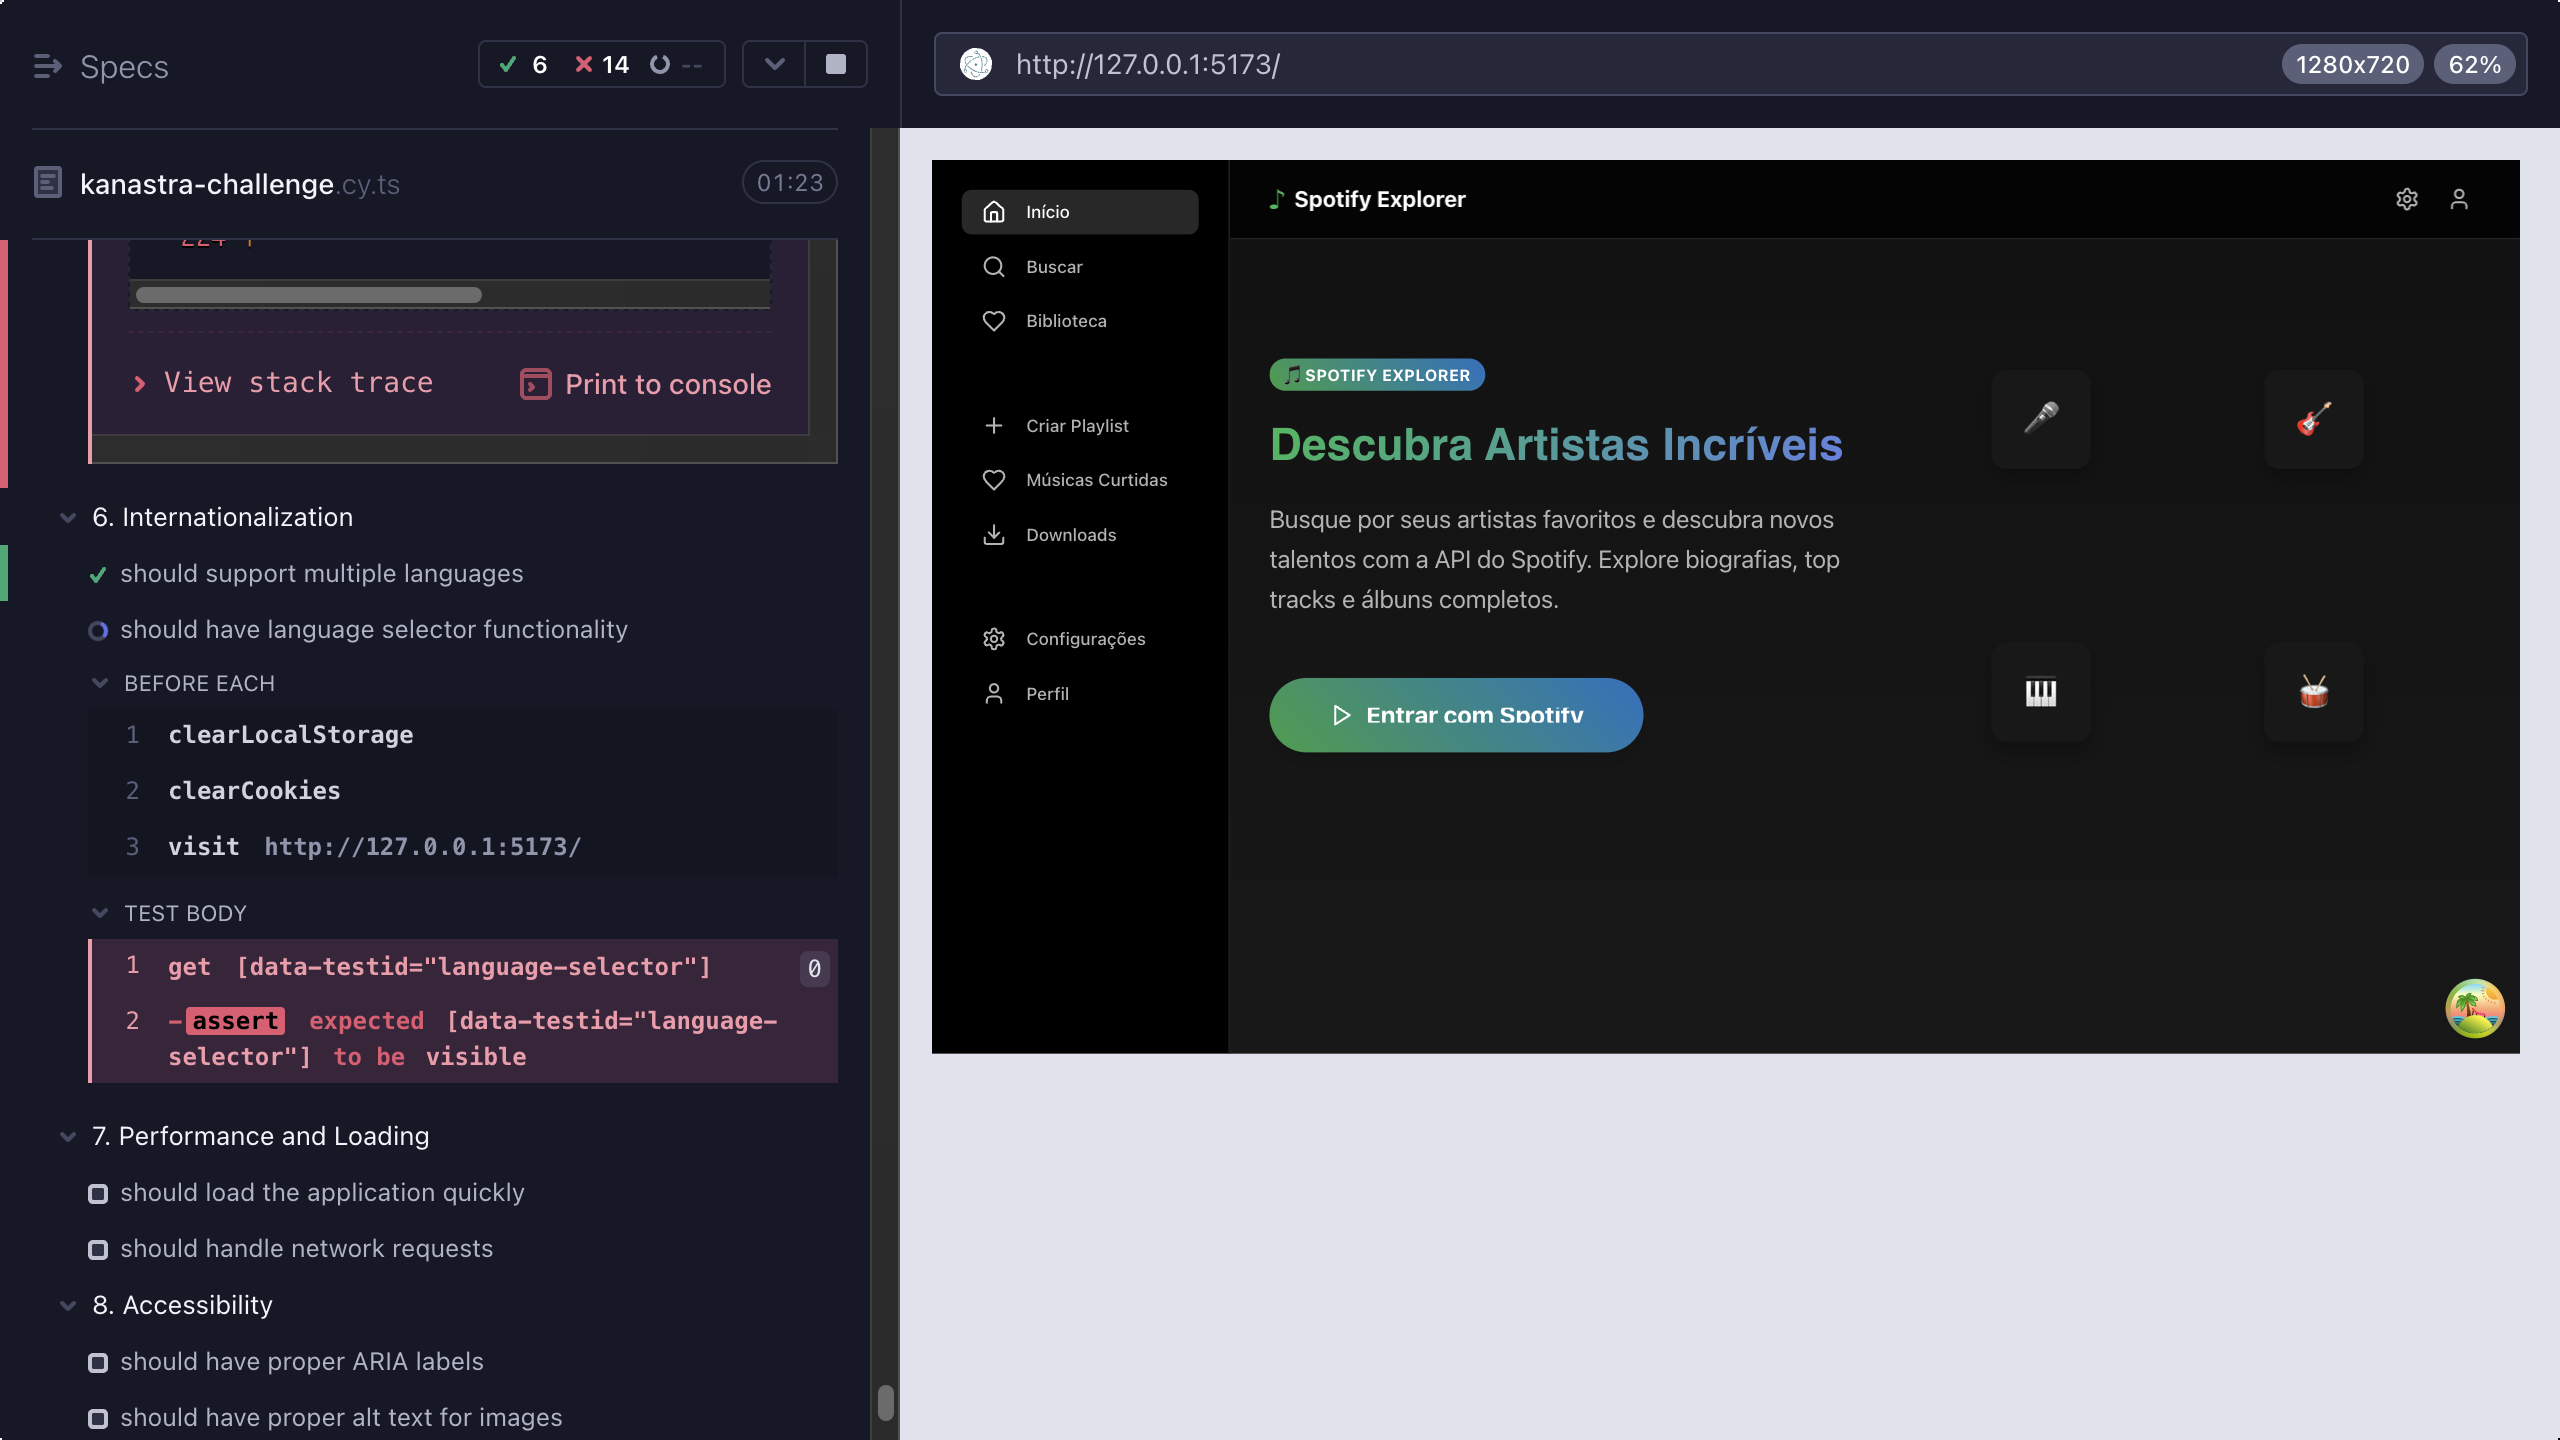 Specs
6
14
--
http://127.0.0.1:5173/
1280x720
62%
kanastra-challenge.cy.ts
01:23
224 |
View stack trace
Print to console
6. Internationalization
should support multiple languages
should have language selector functionality
BEFORE EACH
1 clearLocalStorage
2 clearCookies
3 visit http://127.0.0.1:5173/
TEST BODY
1 get [data-testid="language-selector"]
0
2 -assert expected [data-testid="language-
selector"] to be visible
7. Performance and Loading
should load the application quickly
should handle network requests
8. Accessibility
should have proper ARIA labels
should have proper alt text for images
Início
Buscar
Biblioteca
Criar Playlist
Músicas Curtidas
Downloads
Configurações
Perfil
Spotify Explorer
SPOTIFY EXPLORER
Descubra Artistas Incríveis
Busque por seus artistas favoritos e descubra novos
talentos com a API do Spotify. Explore biografias, top
tracks e álbuns completos.
Entrar com Spotify